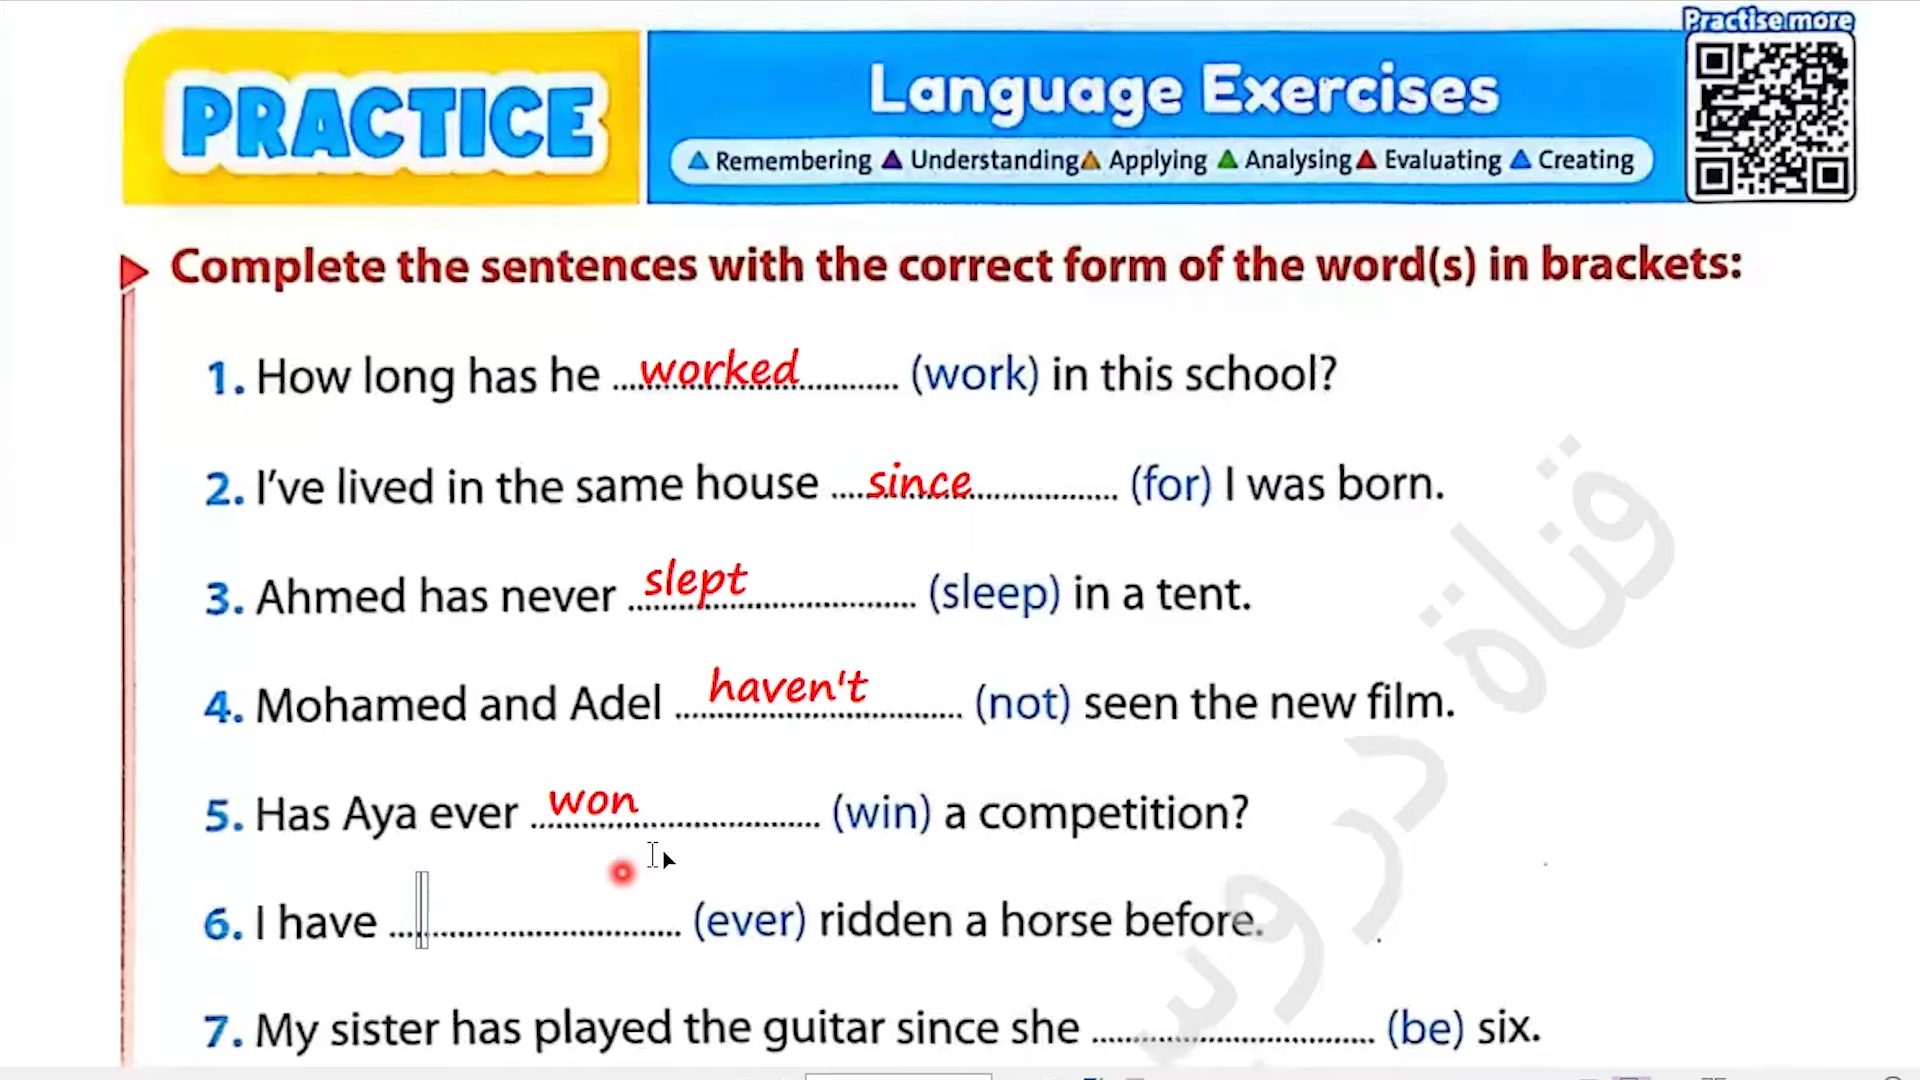 Practise more
PRACTICE
Language Exercises
Remembering Understanding Applying Analysing Evaluating Creating
Complete the sentences with the correct form of the word(s) in brackets:
1. How long has he ....worked............ (work) in this school?
2. I've lived in the same house ....since................ (for) I was born.
3. Ahmed has never ..slept.................. (sleep) in a tent.
4. Mohamed and Adel ....haven't.......... (not) seen the new film.
5. Has Aya ever ..won.................. (win) a competition?
6. I have .............................. (ever) ridden a horse before.
7. My sister has played the guitar since she .............................. (be) six.
قناة دروس